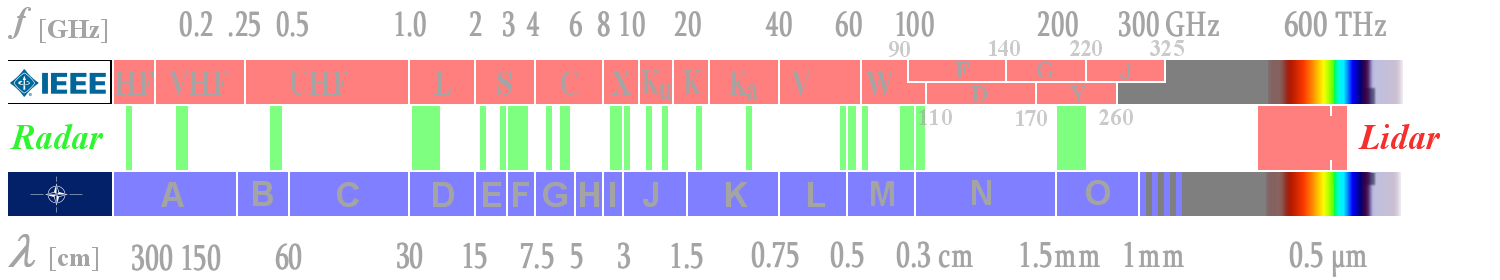 f [GHz] 0.2 .25 0.5 1.0 2 3 4 6 8 10 20 40 60 100 200 300 GHz 600 THz
90 140 220 325
IEEE HF VHF UHF L S C X Ku K Ka V W F G J
D Y
110 170 260
Radar Lidar
A B C D E F G H I J K L M N O
λ [cm] 300 150 60 30 15 7.5 5 3 1.5 0.75 0.5 0.3 cm 1.5mm 1mm 0.5 μm